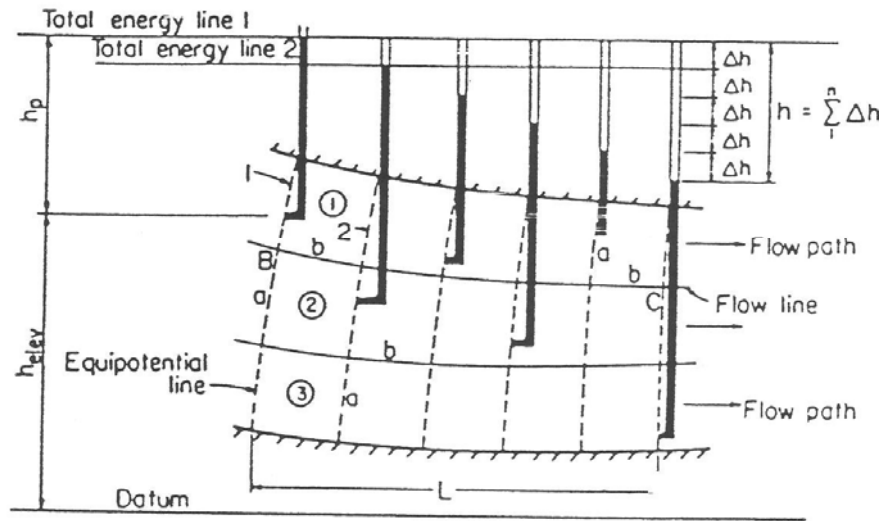 Total energy line 1
Total energy line 2
Δh
Δh
Δh
Δh
Δh
h = n Σ 1 Δh
hp
1
①
2
b
B
a
b
Flow path
②
a
C
Flow line
helev
b
Equipotential
line
③
a
Flow path
L
Datum